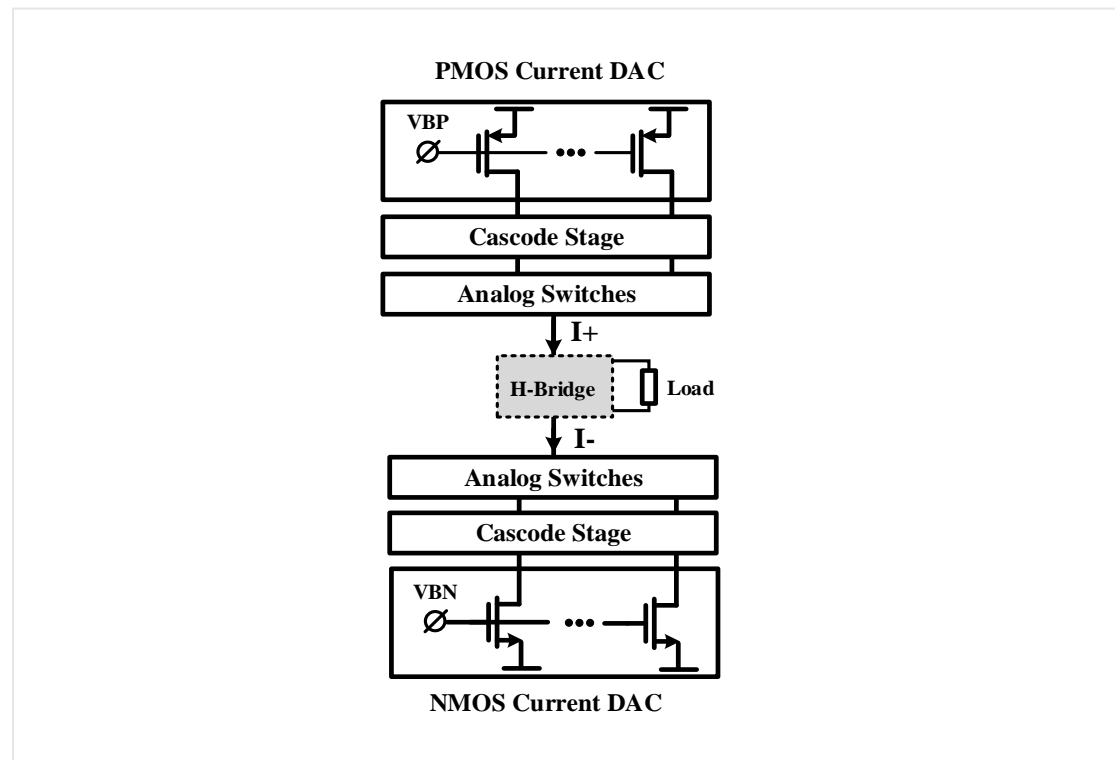 PMOS Current DAC
VBP
Cascode Stage
Analog Switches
I+
H-Bridge
Load
I-
Analog Switches
Cascode Stage
VBN
NMOS Current DAC